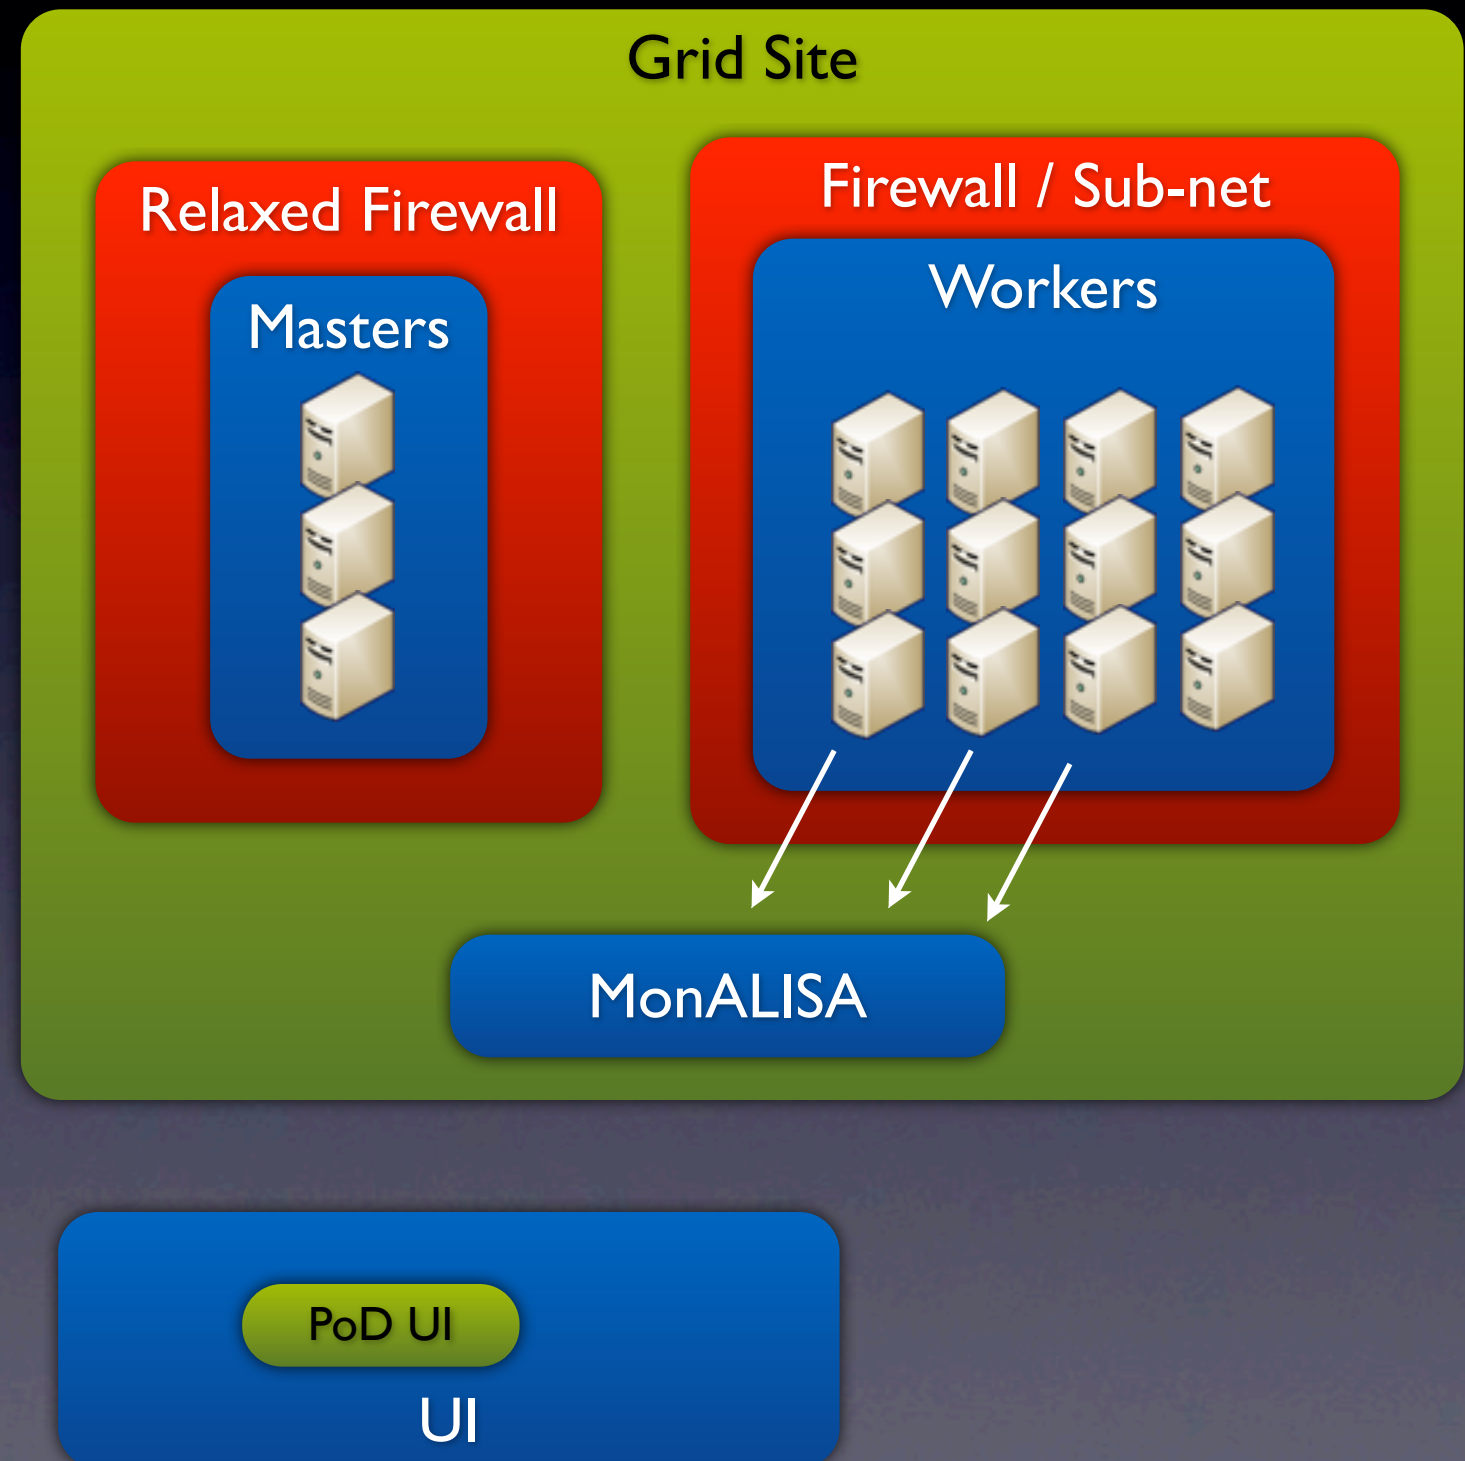 Grid Site
Relaxed Firewall
Firewall / Sub-net
Masters
Workers
MonALISA
PoD UI
UI